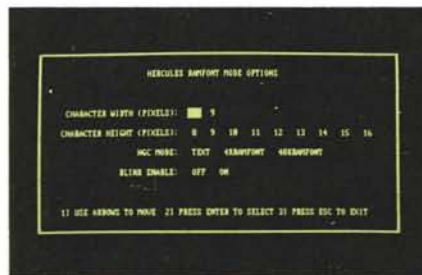 HERCULES RAMFONT MODE OPTIONS
CHARACTER WIDTH (PIXELS): 9
CHARACTER HEIGHT (PIXELS): 8 9 10 11 12 13 14 15 16
HGC MODE: TEXT 4KRAMFONT 48KRAMFONT
BLINK ENABLE: OFF ON
1) USE ARROWS TO MOVE 2) PRESS ENTER TO SELECT 3) PRESS ESC TO EXIT